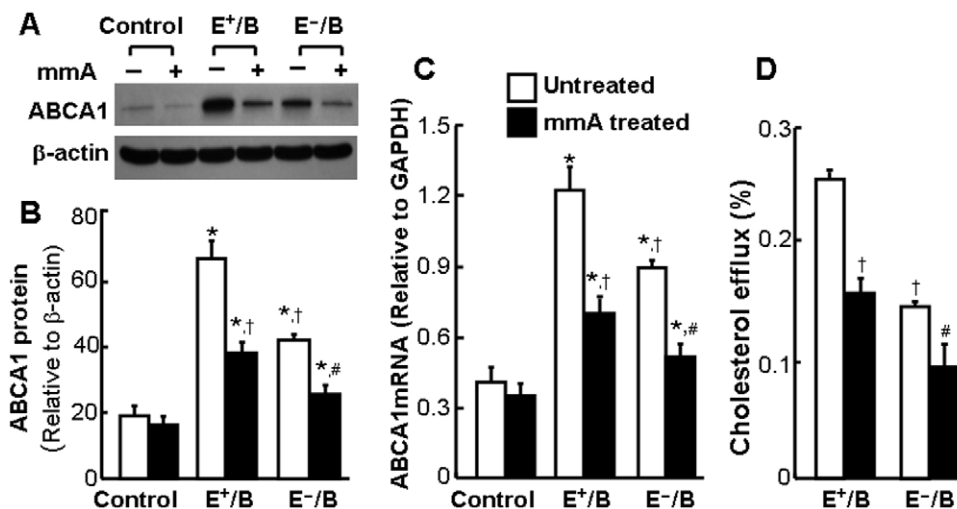 A
Control E⁺/B E⁻/B
mmA − + − + − +
ABCA1
β-actin
B
ABCA1 protein
(Relative to β-actin)
80
60
40
20
0
*
*,†
*,†
*,#
Control E⁺/B E⁻/B
C
Untreated
mmA treated
ABCA1mRNA (Relative to GAPDH)
1.5
1.2
0.9
0.6
0.3
0
*
*,†
*,†
*,#
Control E⁺/B E⁻/B
D
Cholesterol efflux (%)
0.3
0.2
0.1
0
†
†
#
E⁺/B E⁻/B